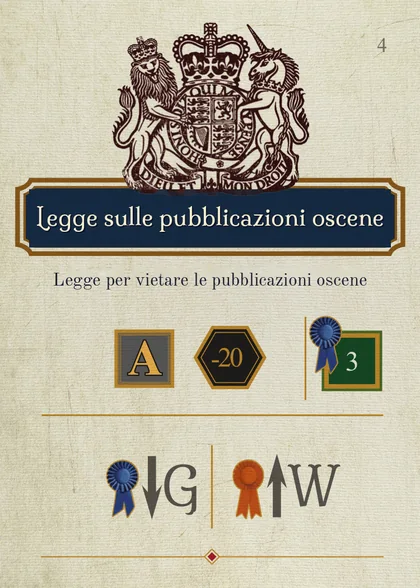 4
DIEU ET MON DROIT
Legge sulle pubblicazioni oscene
Legge per vietare le pubblicazioni oscene
A -20 3
G W